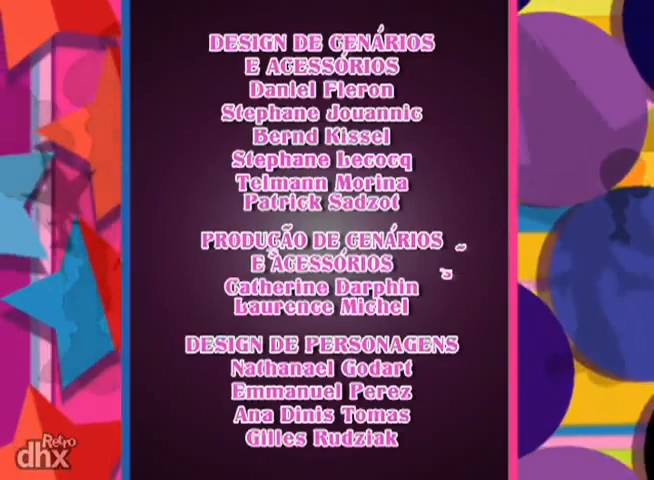 DESIGN DE CENÁRIOS
E ACESSÓRIOS
Daniel Pieron
Stephane Jouannic
Bernd Kissel
Stephane Lecocq
Telmann Morina
Patrick Sadzot
PRODUÇÃO DE CENÁRIOS
E ACESSÓRIOS
Catherine Darphin
Laurence Michel
DESIGN DE PERSONAGENS
Nathanael Godart
Emmanuel Perez
Ana Dinis Tomas
Gilles Rudziak
Retro
dhx